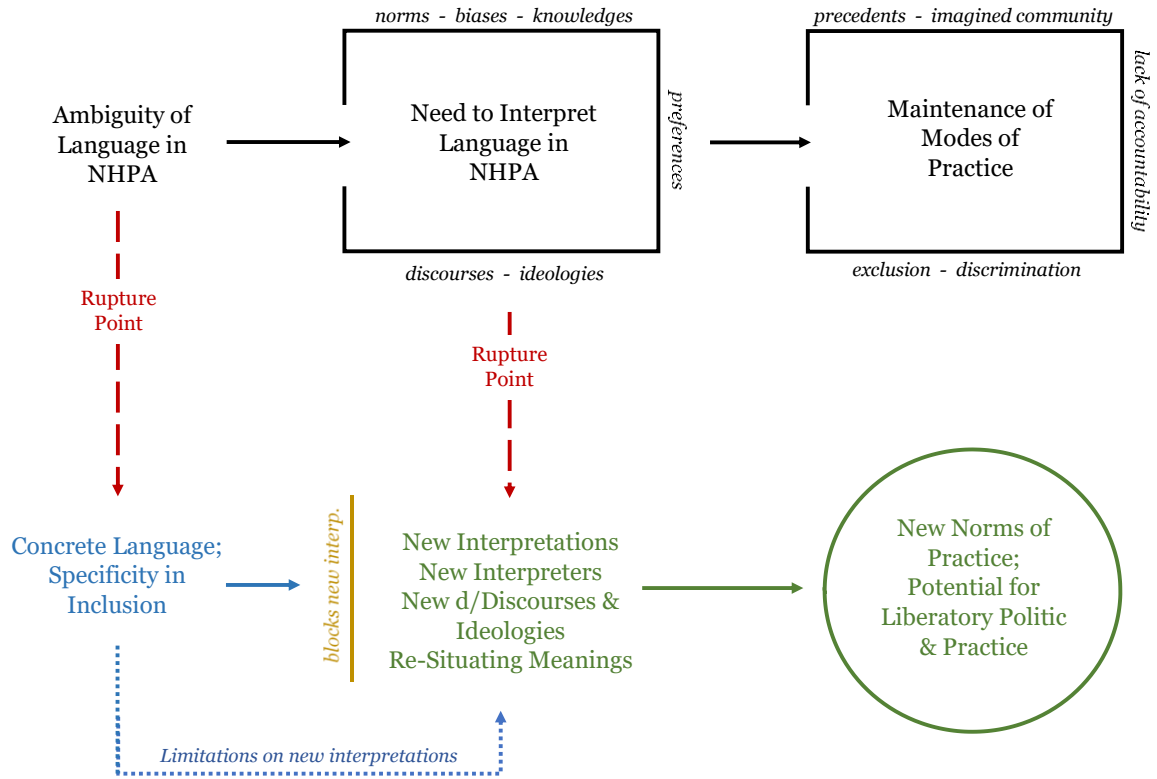 norms - biases - knowledges
precedents - imagined community
Ambiguity of
Language in
NHPA
Need to Interpret
Language in
NHPA
preferences
Maintenance of
Modes of
Practice
lack of accountability
discourses - ideologies
exclusion - discrimination
Rupture
Point
Rupture
Point
Concrete Language;
Specificity in
Inclusion
blocks new interp.
New Interpretations
New Interpreters
New d/Discourses &
Ideologies
Re-Situating Meanings
New Norms of
Practice;
Potential for
Liberatory Politic
& Practice
Limitations on new interpretations